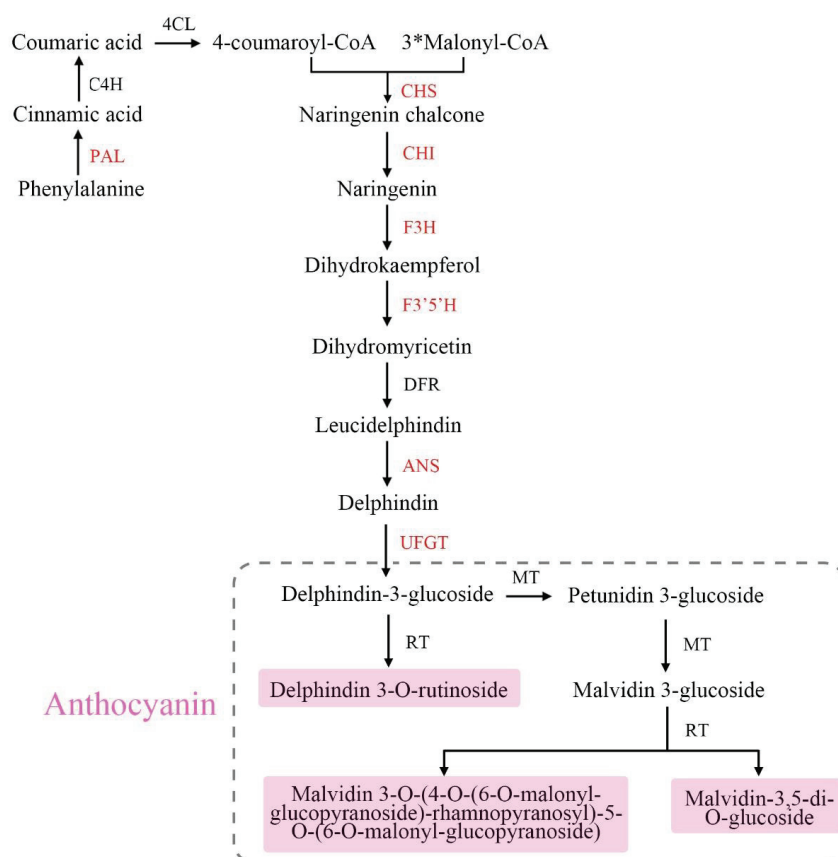 Coumaric acid
4CL
4-coumaroyl-CoA
3*Malonyl-CoA
C4H
CHS
Cinnamic acid
Naringenin chalcone
PAL
CHI
Phenylalanine
Naringenin
F3H
Dihydrokaempferol
F3’5’H
Dihydromyricetin
DFR
Leucidelphindin
ANS
Delphindin
UFGT
Delphindin-3-glucoside
MT
Petunidin 3-glucoside
RT
MT
Anthocyanin
Delphindin 3-O-rutinoside
Malvidin 3-glucoside
RT
Malvidin 3-O-(4-O-(6-O-malonyl-
glucopyranoside)-rhamnopyranosyl)-5-
O-(6-O-malonyl-glucopyranoside)
Malvidin-3,5-di-
O-glucoside